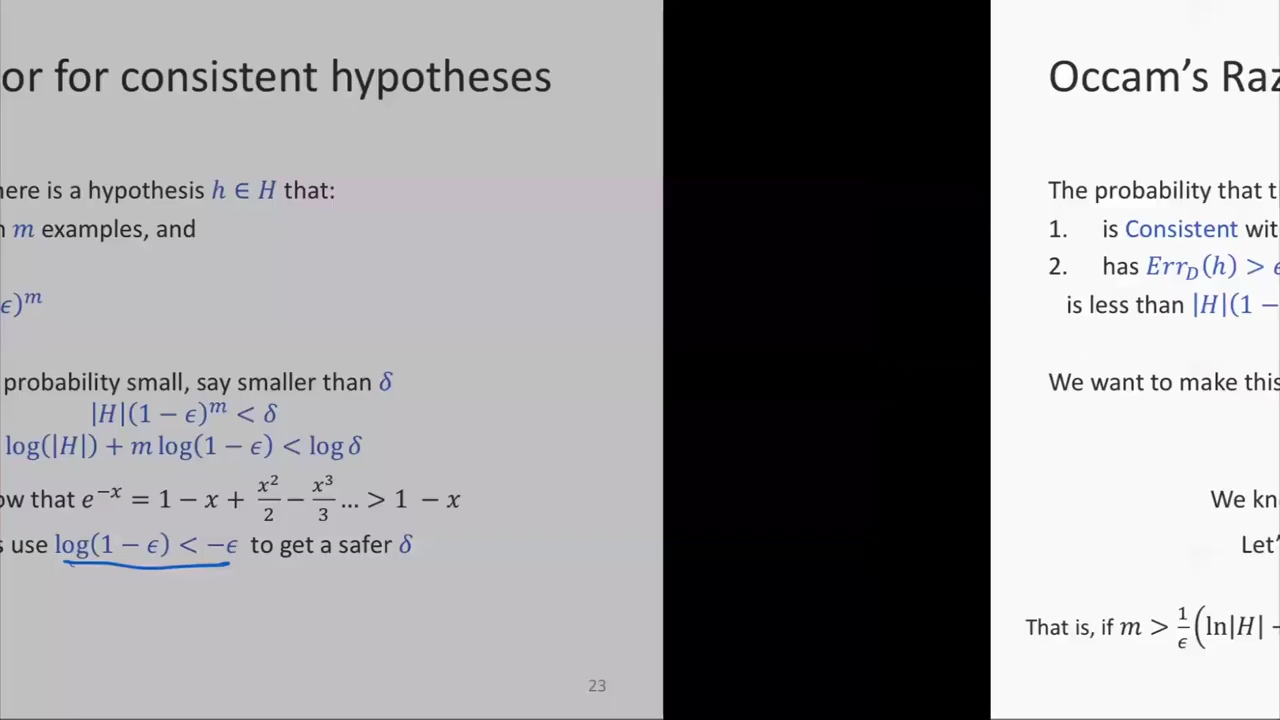 or for consistent hypotheses
here is a hypothesis h ∈ H that:
m examples, and
ϵ)^m
probability small, say smaller than δ
|H|(1 − ϵ)^m < δ
log(|H|) + m log(1 − ϵ) < log δ
ow that e^{−x} = 1 − x + x^2/2 − x^3/3 … > 1 − x
s use log(1 − ϵ) < −ϵ to get a safer δ
23
Occam’s Raz
The probability that t
1. is Consistent wit
2. has Err_D(h) > ϵ
is less than |H|(1 −
We want to make this
We kn
Let’
That is, if m > 1/ϵ (ln|H| +